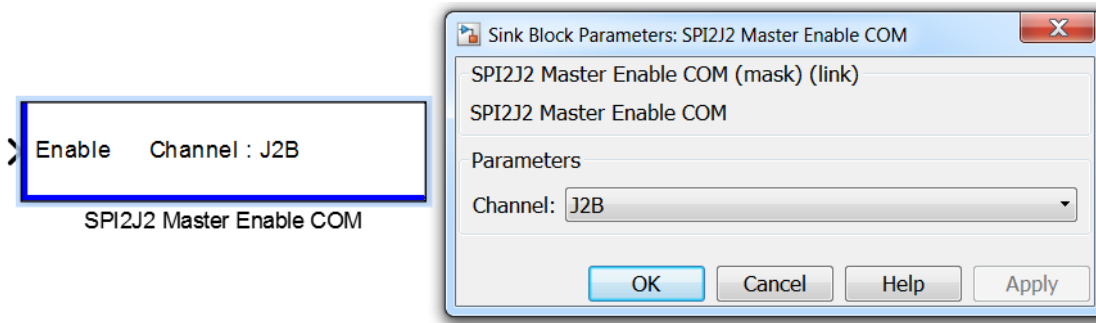 Enable Channel : J2B
SPI2J2 Master Enable COM
Sink Block Parameters: SPI2J2 Master Enable COM
X
SPI2J2 Master Enable COM (mask) (link)
SPI2J2 Master Enable COM
Parameters
Channel: J2B
OK Cancel Help Apply